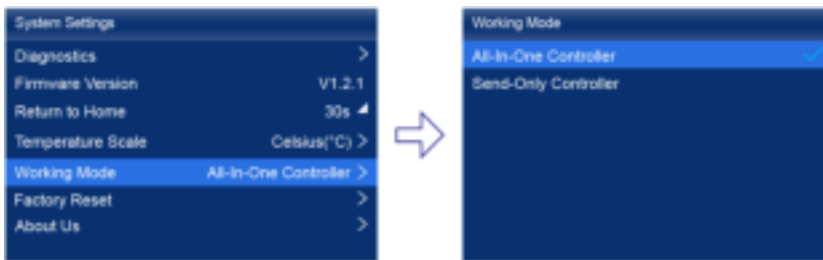 System Settings
Diagnostics >
Firmware Version V1.2.1
Return to Home 30s
Temperature Scale Celsius(°C) >
Working Mode All-In-One Controller >
Factory Reset >
About Us >
Working Mode
All-In-One Controller
Send-Only Controller